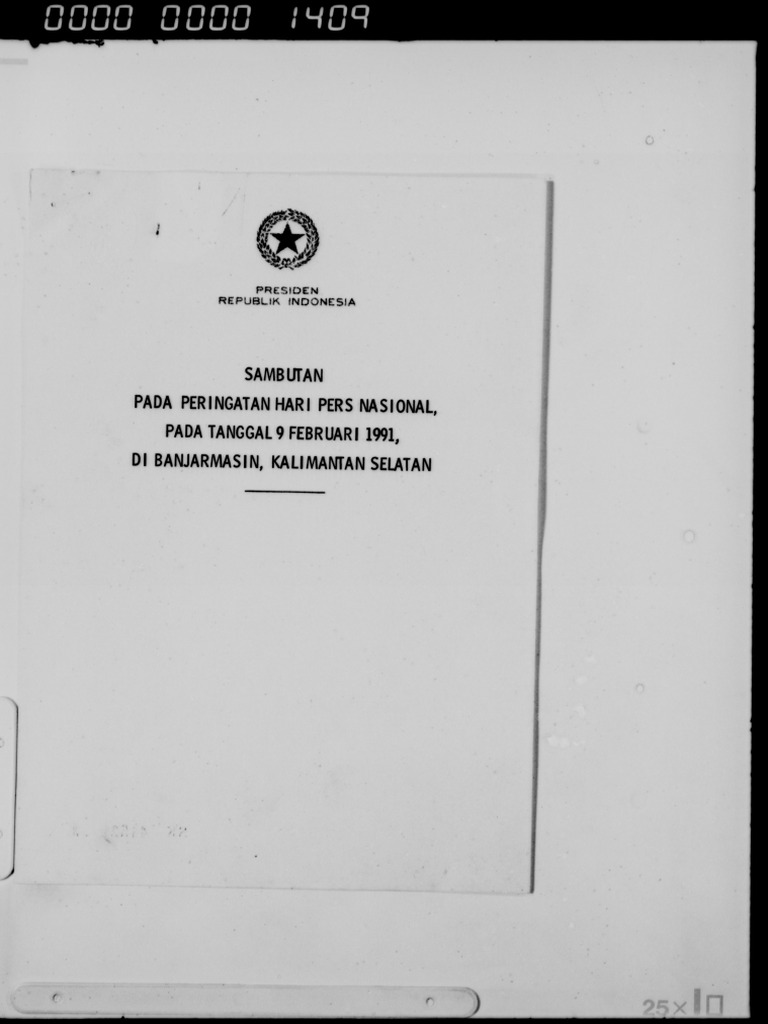 0000 0000 1409
PRESIDEN
REPUBLIK INDONESIA
SAMBUTAN
PADA PERINGATAN HARI PERS NASIONAL,
PADA TANGGAL 9 FEBRUARI 1991,
DI BANJARMASIN, KALIMANTAN SELATAN
25×